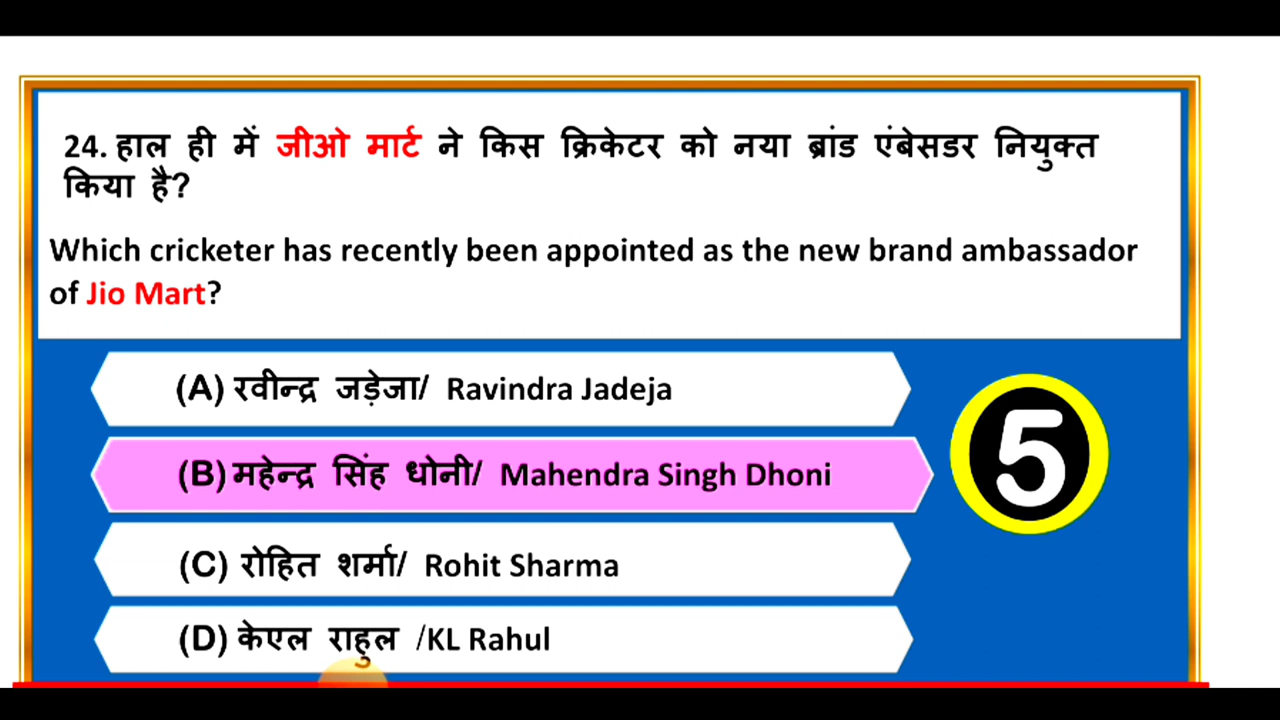 24. हाल ही में जीओ मार्ट ने किस क्रिकेटर को नया ब्रांड एंबेसडर नियुक्त
किया है?
Which cricketer has recently been appointed as the new brand ambassador
of Jio Mart?
(A) रवीन्द्र जड़ेजा/ Ravindra Jadeja
(B) महेन्द्र सिंह धोनी/ Mahendra Singh Dhoni
5
(C) रोहित शर्मा/ Rohit Sharma
(D) केएल राहुल /KL Rahul